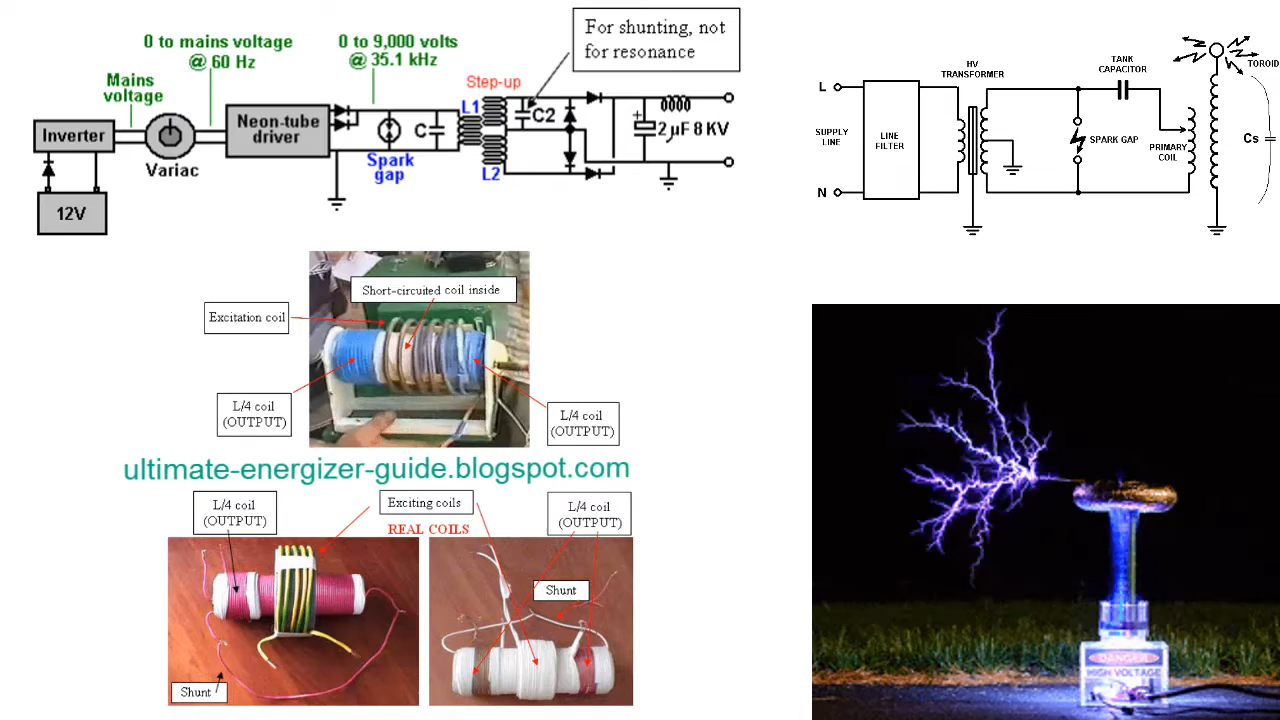 For shunting, not
for resonance
0 to mains voltage
@ 60 Hz
0 to 9,000 volts
@ 35.1 kHz
Mains
voltage
Step-up
L1
Inverter
Variac
Neon-tube
driver
C
C2
+
2 µF 8 KV
Spark
gap
L2
12V
HV
TRANSFORMER
TANK
CAPACITOR
TOROID
L
SUPPLY
LINE
LINE
FILTER
SPARK GAP
PRIMARY
COIL
Cs
N
Short-circuited coil inside
Excitation coil
L/4 coil
(OUTPUT)
L/4 coil
(OUTPUT)
ultimate-energizer-guide.blogspot.com
L/4 coil
(OUTPUT)
Exciting coils
L/4 coil
(OUTPUT)
REAL COILS
Shunt
Shunt
DANGER
HIGH VOLTAGE